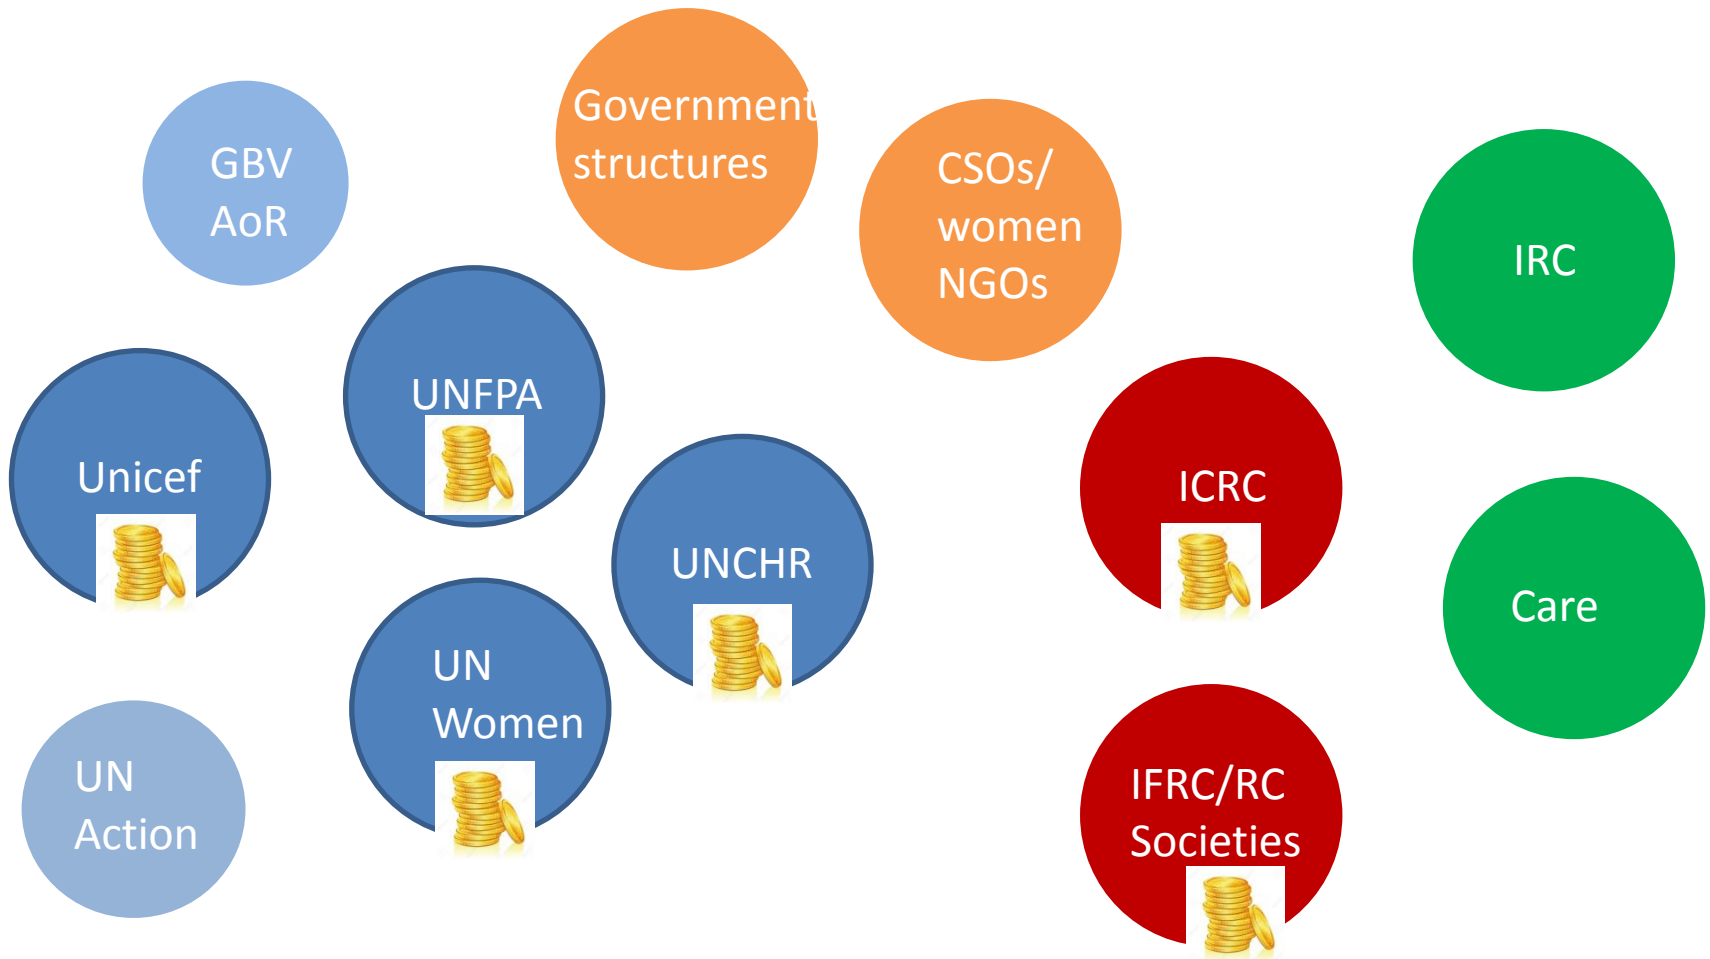 Government
structures
GBV
AoR
CSOs/
women
NGOs
IRC
UNFPA
Unicef
ICRC
UNCHR
Care
UN
Women
UN
Action
IFRC/RC
Societies